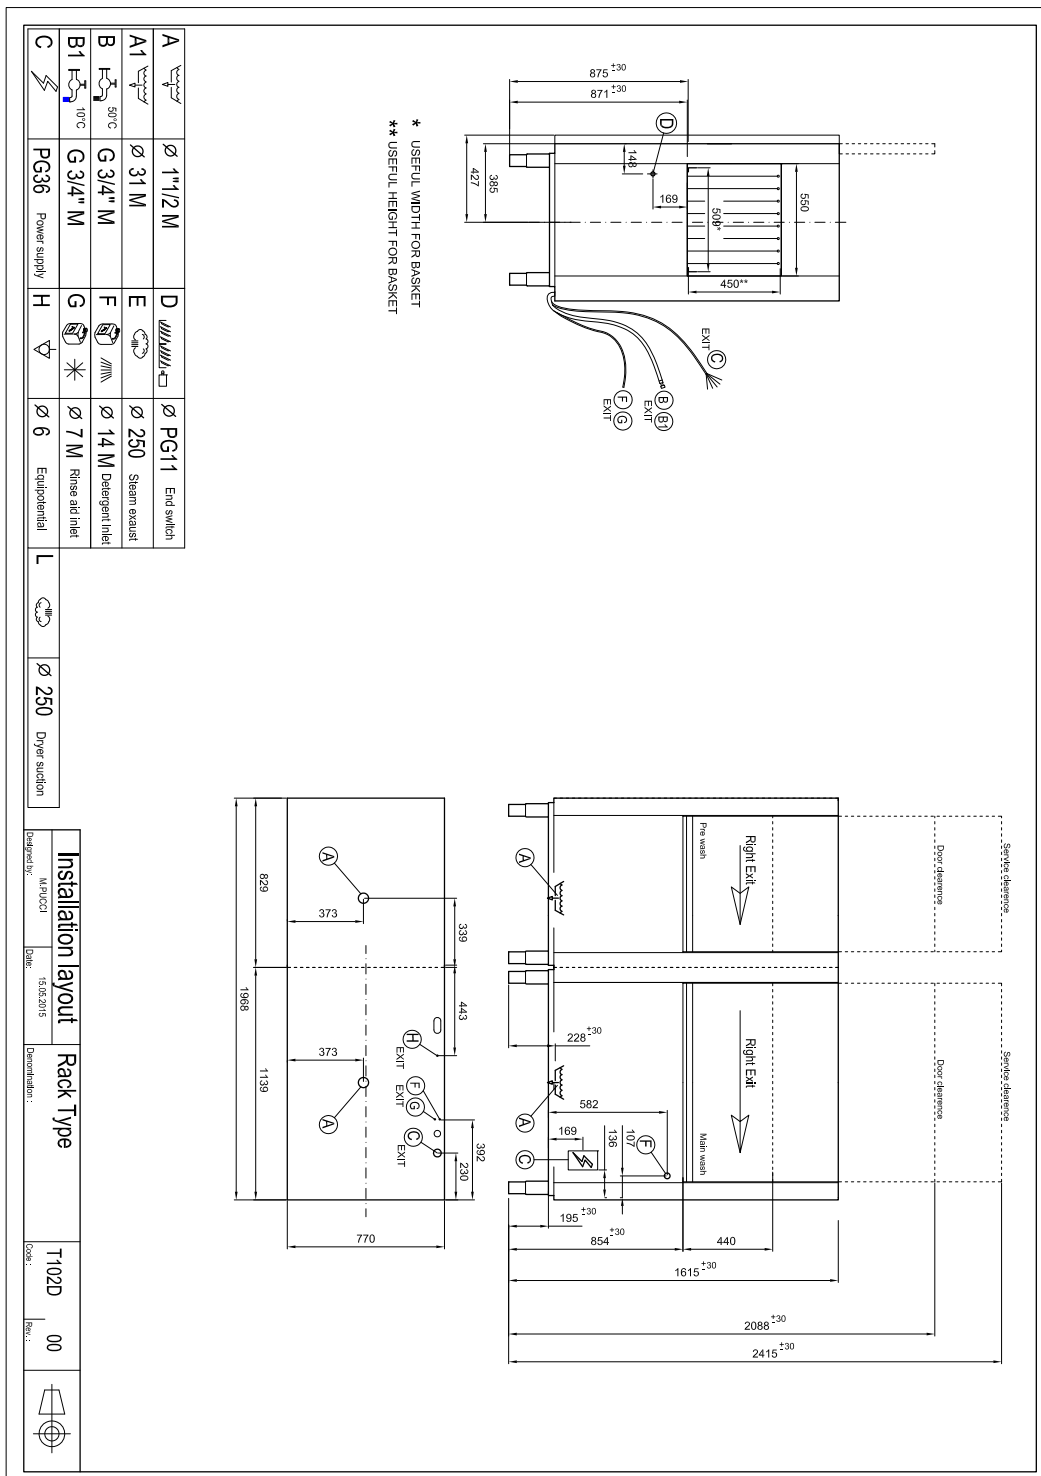 875 ±30
871 ±30
D
148
169
385
427
509*
550
450**
C
EXIT
B B1
EXIT
F G
EXIT
* USEFUL WIDTH FOR BASKET
** USEFUL HEIGHT FOR BASKET
Service clearence
Door clearence
Right Exit
Pre wash
A
Service clearence
Door clearence
Right Exit
Main wash
228 ±30
A
582
169
C
136
107
F
195 ±30
854 ±30
440
1615 ±30
2088 ±30
2415 ±30
A
829
373
339
1968
443
H
EXIT
373
1139
A
F
G
EXIT
C
EXIT
392
230
770
A Ø 1"1/2 M D Ø PG11 End switch
A1 Ø 31 M E Ø 250 Steam exaust
B 50°C G 3/4" M F Ø 14 M Detergent inlet
B1 10°C G 3/4" M G Ø 7 M Rinse aid inlet
C PG36 Power supply H Ø 6 Equipotential L Ø 250 Dryer suction
Installation layout
Designed by: M.PUCCI
Date: 15.05.2015
Rack Type
Denomination :
T102D
Code :
00
Rev. :